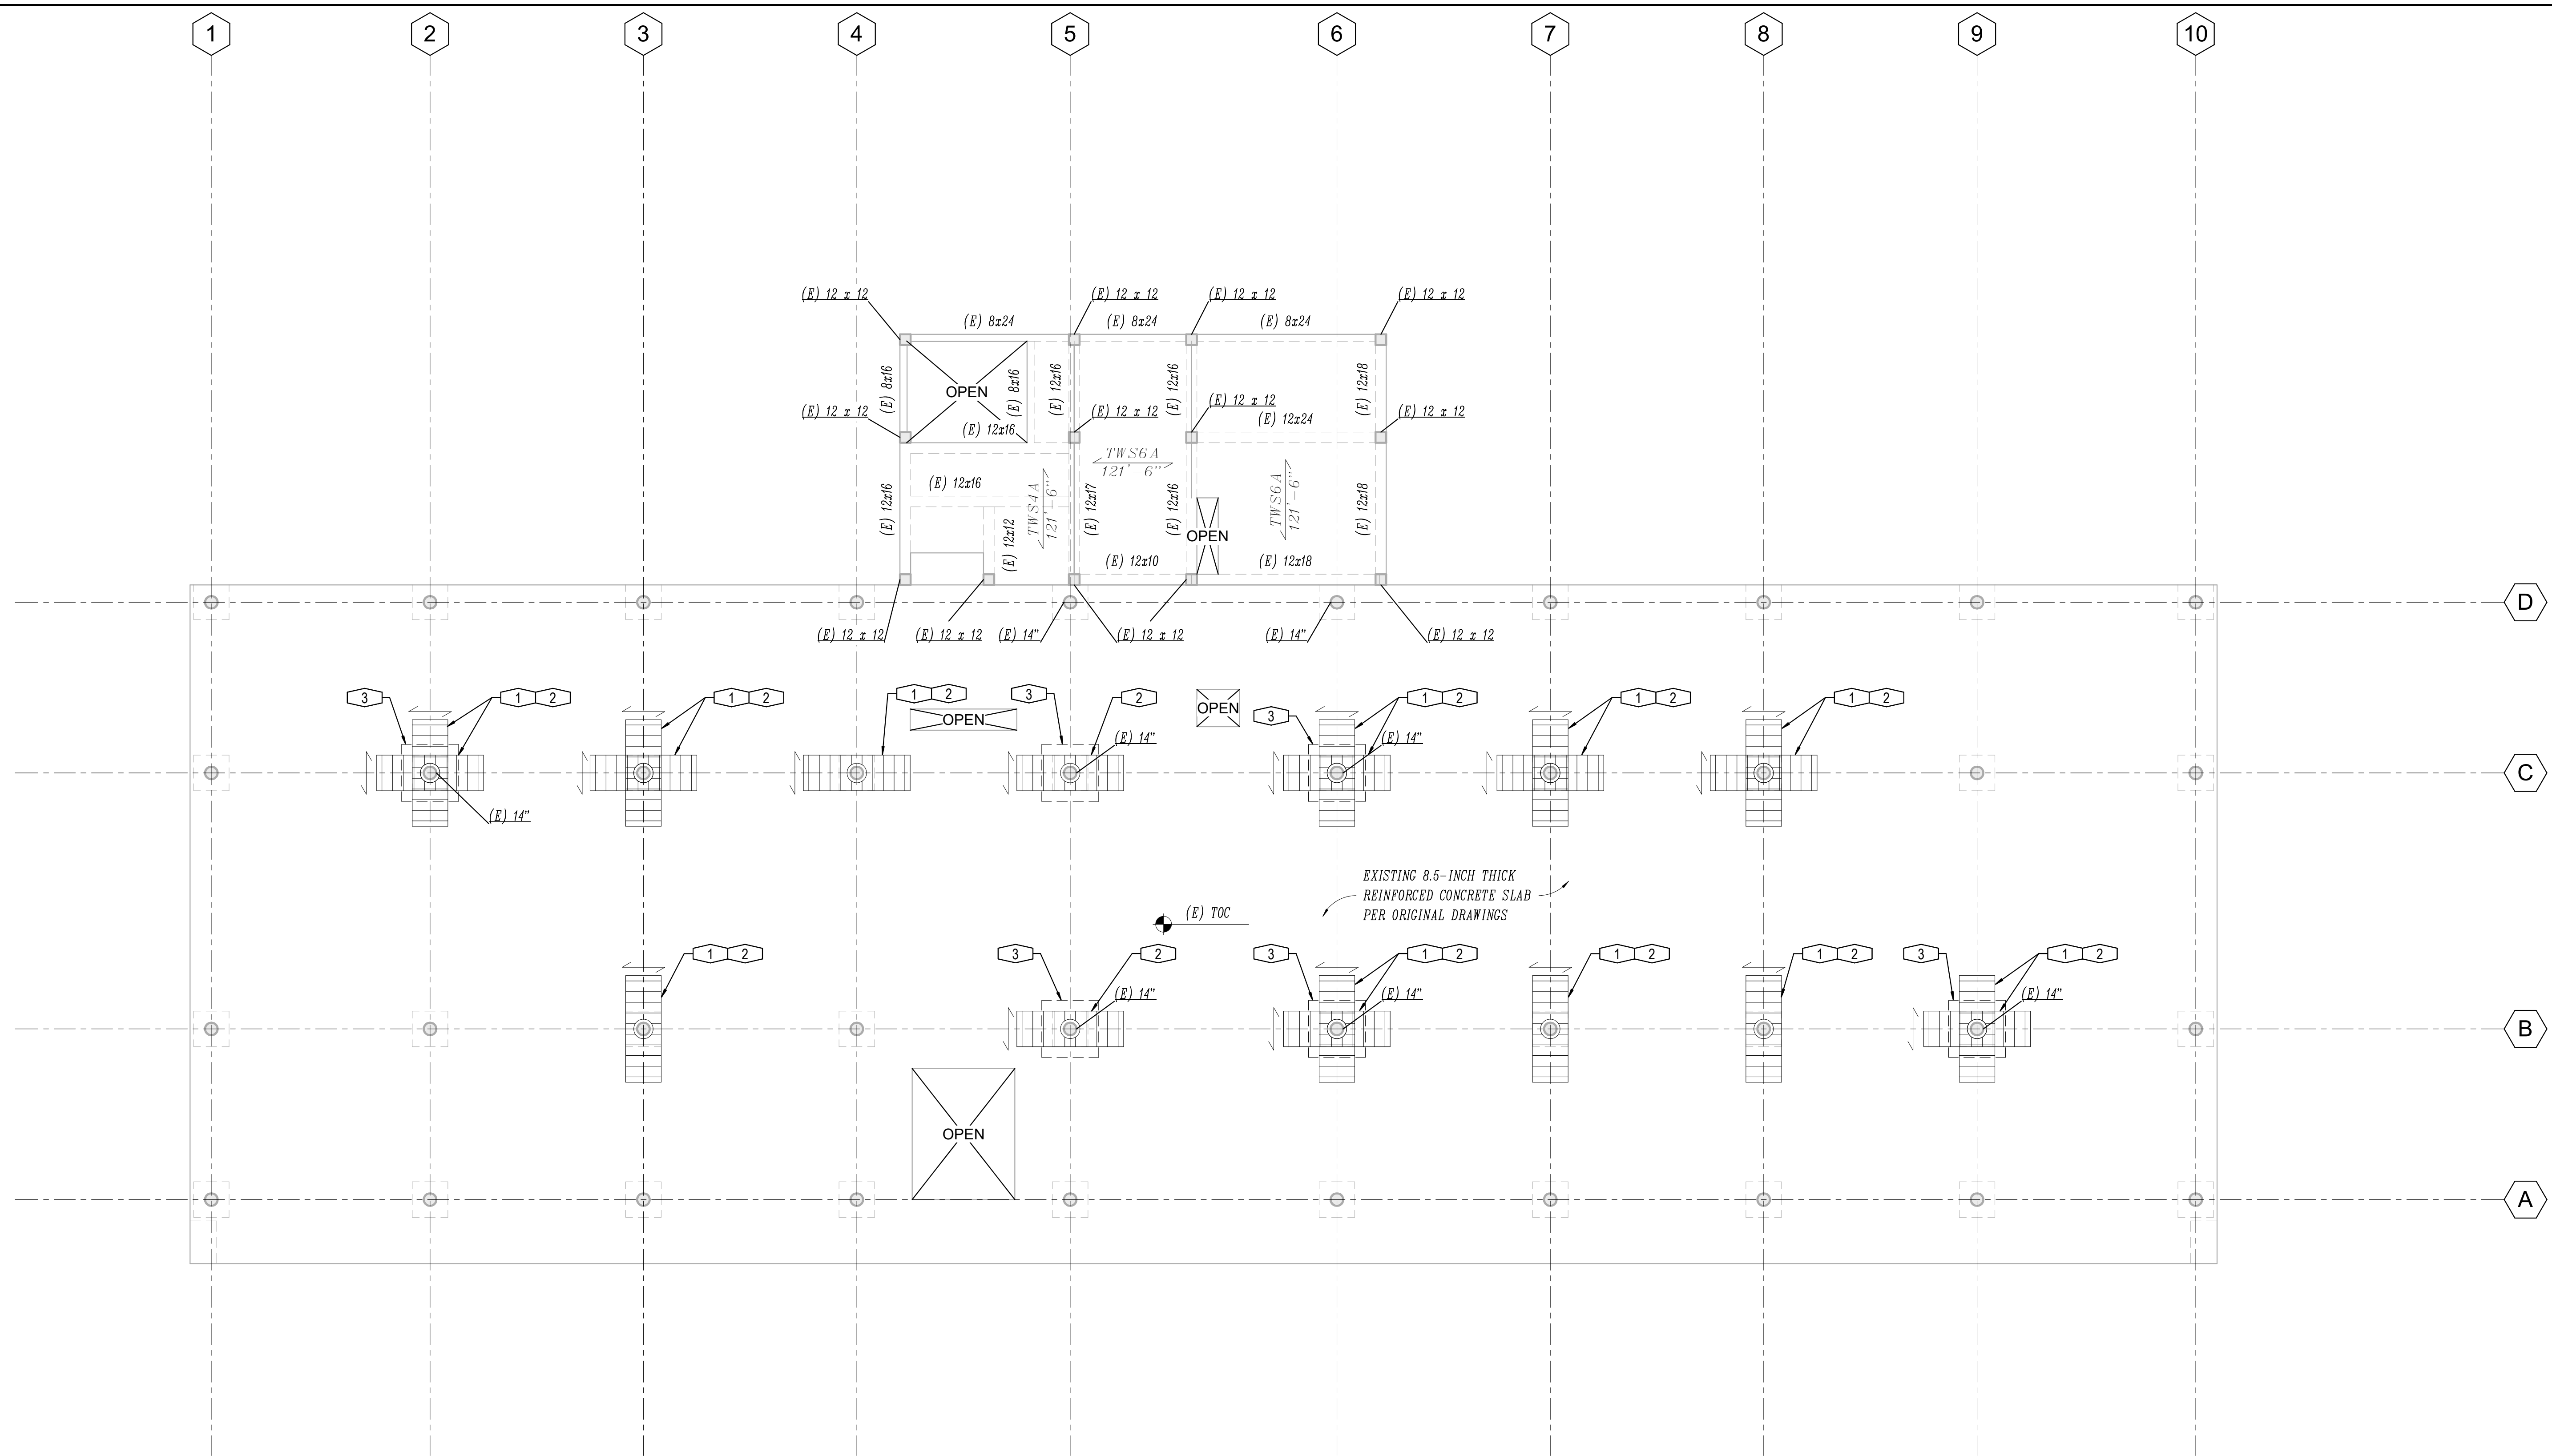 1 2 3 4 5 6 7 8 9 10
(E) 12 x 12 (E) 12 x 12 (E) 12 x 12 (E) 12 x 12
(E) 8x24 (E) 8x24 (E) 8x24
(E) 8x16
OPEN
(E) 8x16
(E) 12x16
(E) 12x16
(E) 12x18
(E) 12 x 12 (E) 12 x 12 (E) 12 x 12 (E) 12 x 12
(E) 12x16
(E) 12x24
TWS6A
121'-6"
(E) 12x16
(E) 12x16
TWS4A
121'-6"
(E) 12x17
(E) 12x16
OPEN
TWS6A
121'-6"
(E) 12x18
(E) 12x12
(E) 12x10
(E) 12x18
D
(E) 12 x 12 (E) 12 x 12 (E) 14" (E) 12 x 12 (E) 14" (E) 12 x 12
3 1 2 1 2 1 2 3 2 OPEN 1 2 1 2 1 2
OPEN
3
(E) 14" (E) 14"
C
(E) 14"
EXISTING 8.5-INCH THICK
REINFORCED CONCRETE SLAB
PER ORIGINAL DRAWINGS
(E) TOC
1 2 3 2 3 1 2 1 2 1 2 3 1 2
(E) 14" (E) 14" (E) 14"
B
OPEN
A